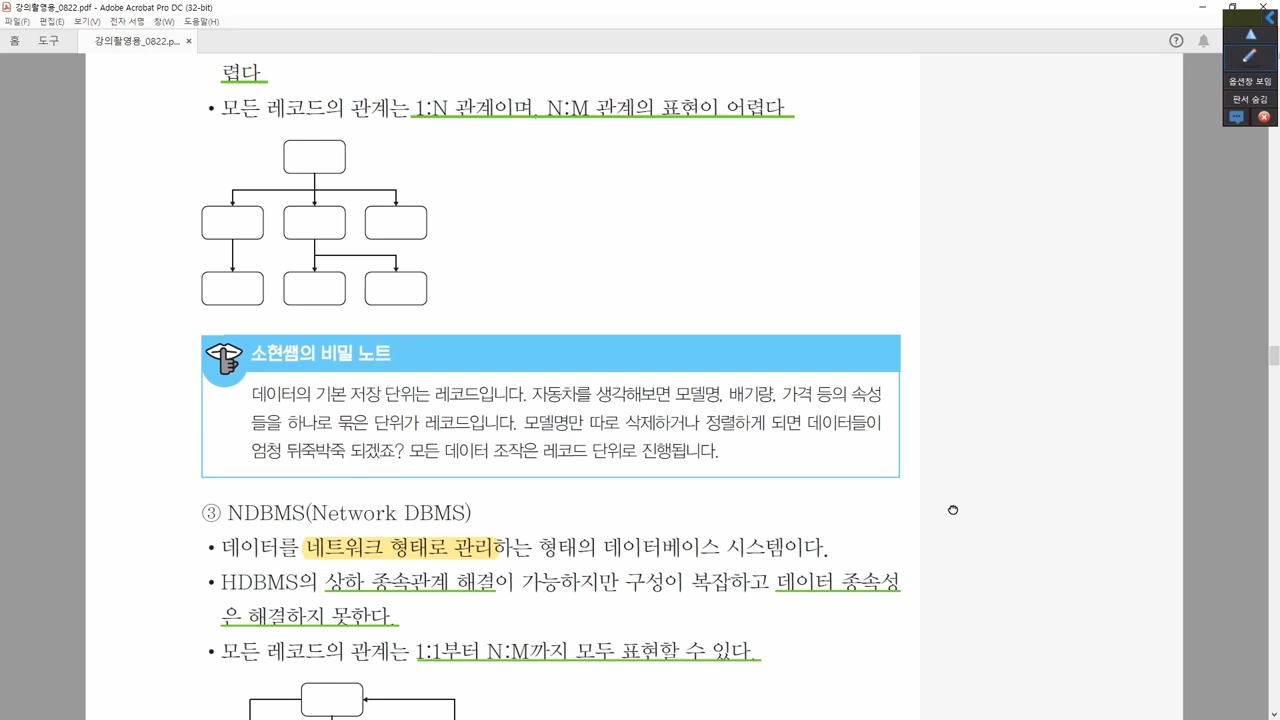 강의촬영용_0822.pdf - Adobe Acrobat Pro DC (32-bit)
파일(F) 편집(E) 보기(V) 전자 서명 창(W) 도움말(H)
홈 도구 강의촬영용_0822.p... ×
옵션창 보임
판서 숨김
렵다
• 모든 레코드의 관계는 1:N 관계이며, N:M 관계의 표현이 어렵다
소현쌤의 비밀 노트
데이터의 기본 저장 단위는 레코드입니다. 자동차를 생각해보면 모델명, 배기량, 가격 등의 속성
들을 하나로 묶은 단위가 레코드입니다. 모델명만 따로 삭제하거나 정렬하게 되면 데이터들이
엄청 뒤죽박죽 되겠죠? 모든 데이터 조작은 레코드 단위로 진행됩니다.
③ NDBMS(Network DBMS)
• 데이터를 네트워크 형태로 관리하는 형태의 데이터베이스 시스템이다.
• HDBMS의 상하 종속관계 해결이 가능하지만 구성이 복잡하고 데이터 종속성
은 해결하지 못한다.
• 모든 레코드의 관계는 1:1부터 N:M까지 모두 표현할 수 있다.